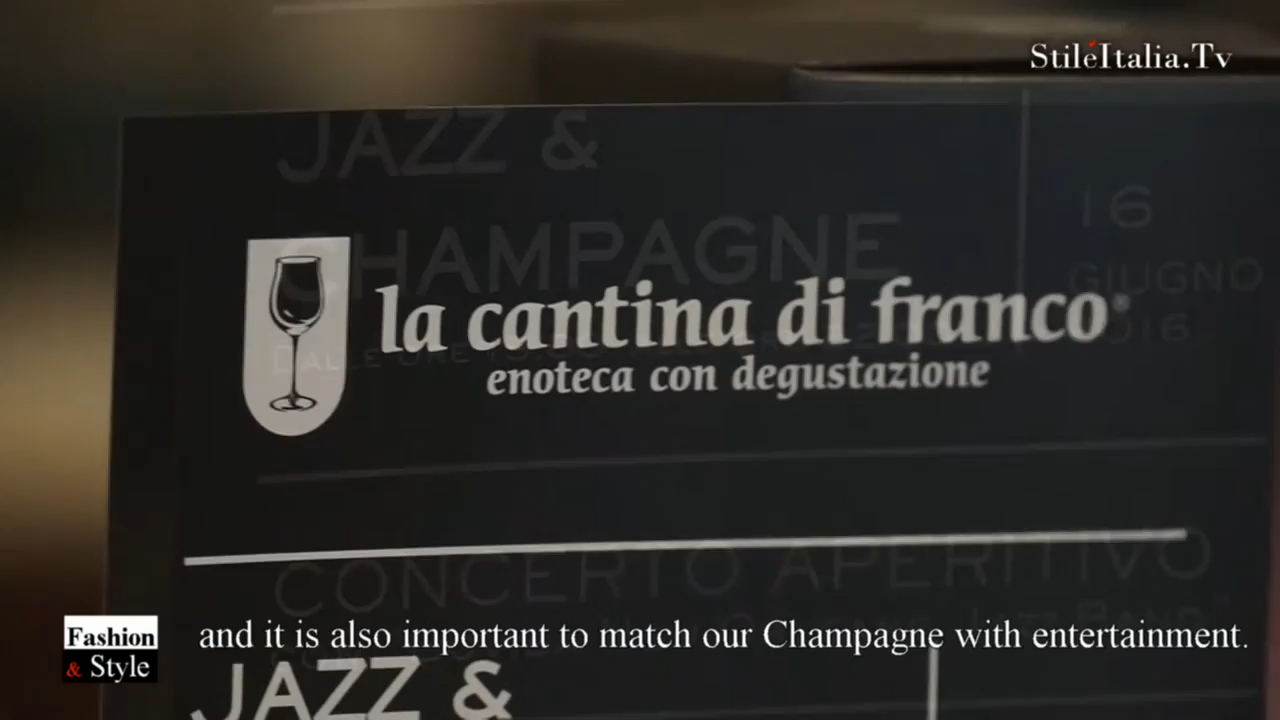 StileItalia.Tv
JAZZ &
CHAMPAGNE
16
GIUGNO
2016
la cantina di franco®
enoteca con degustazione
CONCERTO APERITIVO
Fashion
& Style
and it is also important to match our Champagne with entertainment.
JAZZ &